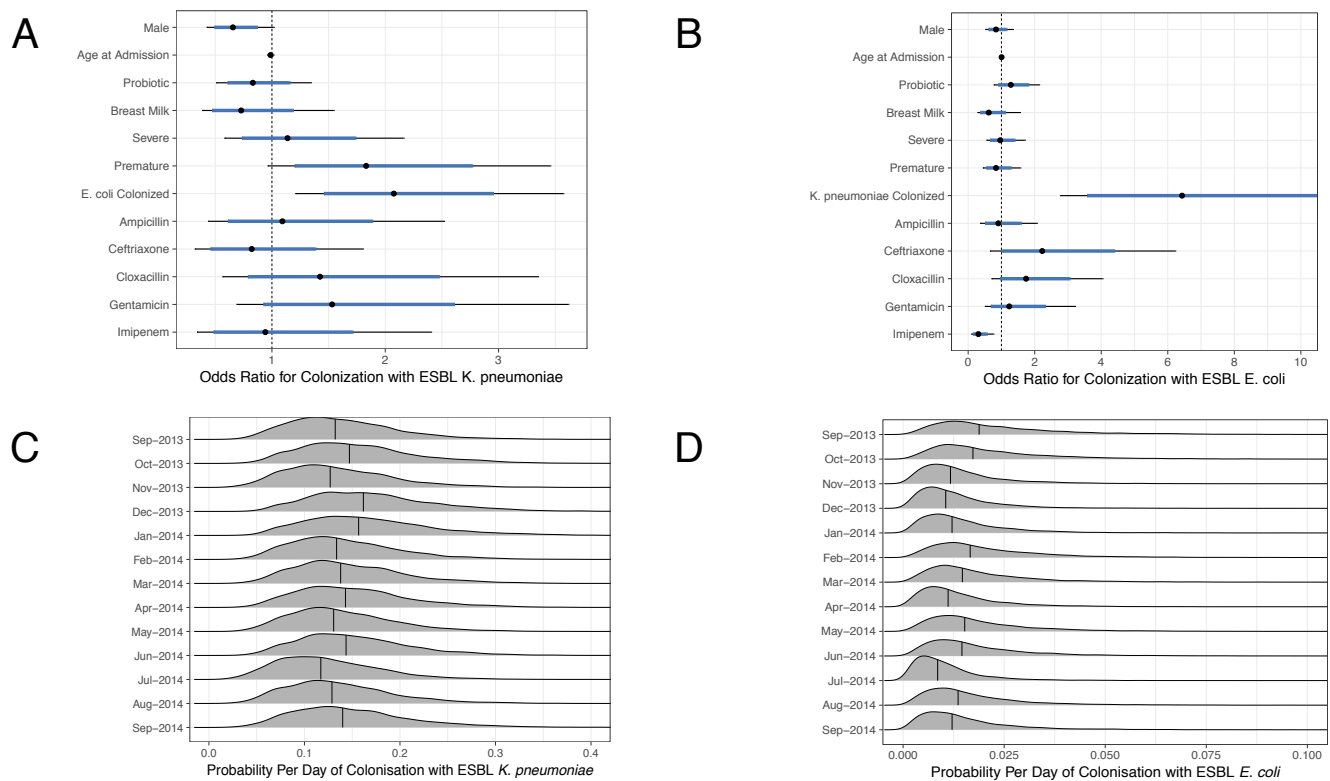 A
Male
Age at Admission
Probiotic
Breast Milk
Severe
Premature
E. coli Colonized
Ampicillin
Ceftriaxone
Cloxacillin
Gentamicin
Imipenem
1 2 3
Odds Ratio for Colonization with ESBL K. pneumoniae
B
Male
Age at Admission
Probiotic
Breast Milk
Severe
Premature
K. pneumoniae Colonized
Ampicillin
Ceftriaxone
Cloxacillin
Gentamicin
Imipenem
0 2 4 6 8 10
Odds Ratio for Colonization with ESBL E. coli
C
Sep−2013
Oct−2013
Nov−2013
Dec−2013
Jan−2014
Feb−2014
Mar−2014
Apr−2014
May−2014
Jun−2014
Jul−2014
Aug−2014
Sep−2014
0.0 0.1 0.2 0.3 0.4
Probability Per Day of Colonisation with ESBL K. pneumoniae
D
Sep−2013
Oct−2013
Nov−2013
Dec−2013
Jan−2014
Feb−2014
Mar−2014
Apr−2014
May−2014
Jun−2014
Jul−2014
Aug−2014
Sep−2014
0.000 0.025 0.050 0.075 0.100
Probability Per Day of Colonisation with ESBL E. coli